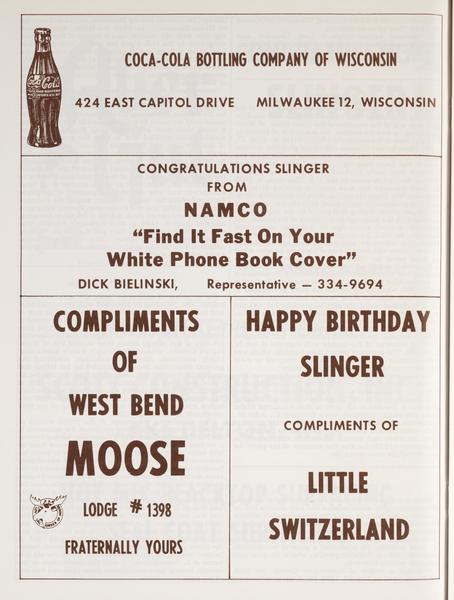 Coca-Cola
COCA-COLA BOTTLING COMPANY OF WISCONSIN
424 EAST CAPITOL DRIVE MILWAUKEE 12, WISCONSIN
CONGRATULATIONS SLINGER
FROM
NAMCO
“Find It Fast On Your
White Phone Book Cover”
DICK BIELINSKI, Representative — 334-9694
COMPLIMENTS
OF
WEST BEND
MOOSE
LODGE # 1398
FRATERNALLY YOURS
HAPPY BIRTHDAY
SLINGER
COMPLIMENTS OF
LITTLE
SWITZERLAND